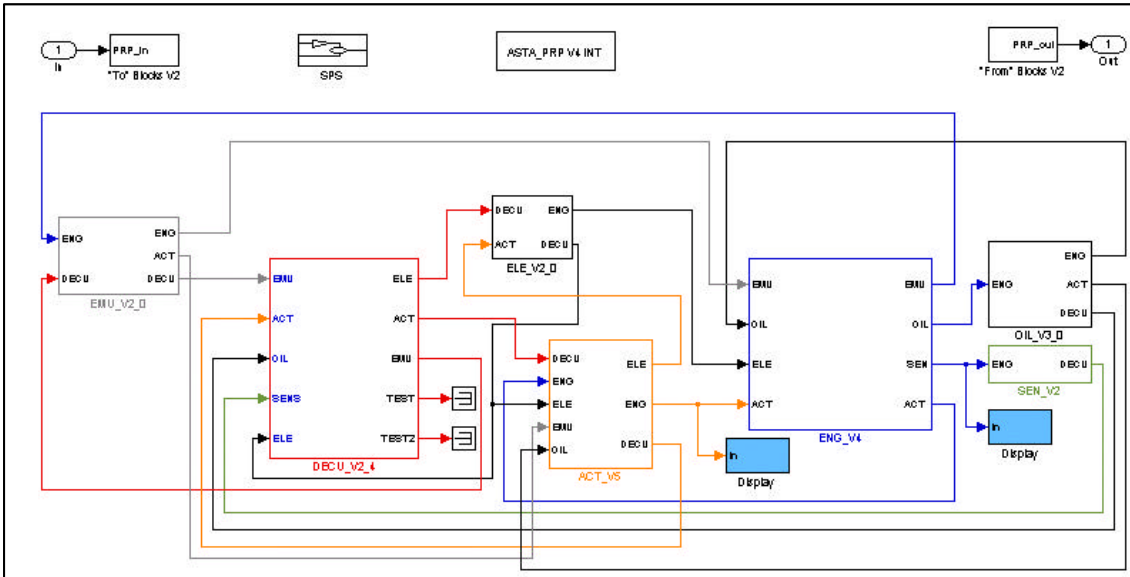 1
In
PRP_in
"To" Blocks V2
SPS
ASTA_PRP V4 INT
PRP_out
"From" Blocks V2
1
Out
ENG
DECU
ENG
ACT
DECU
EMU_V2_0
EMU
ACT
OIL
SENS
ELE
ELE
ACT
EMU
TEST
TEST2
DECU_V2_4
DECU
ACT
ENG
DECU
ELE_V2_0
DECU
ENG
ELE
EMU
OIL
ELE
ENG
DECU
ACT_V5
In
Display
EMU
OIL
ELE
ACT
EMU
OIL
SEN
ACT
ENG_V4
ENG
ENG
ACT
DECU
OIL_V3_0
ENG
DECU
SEN_V2
In
Display